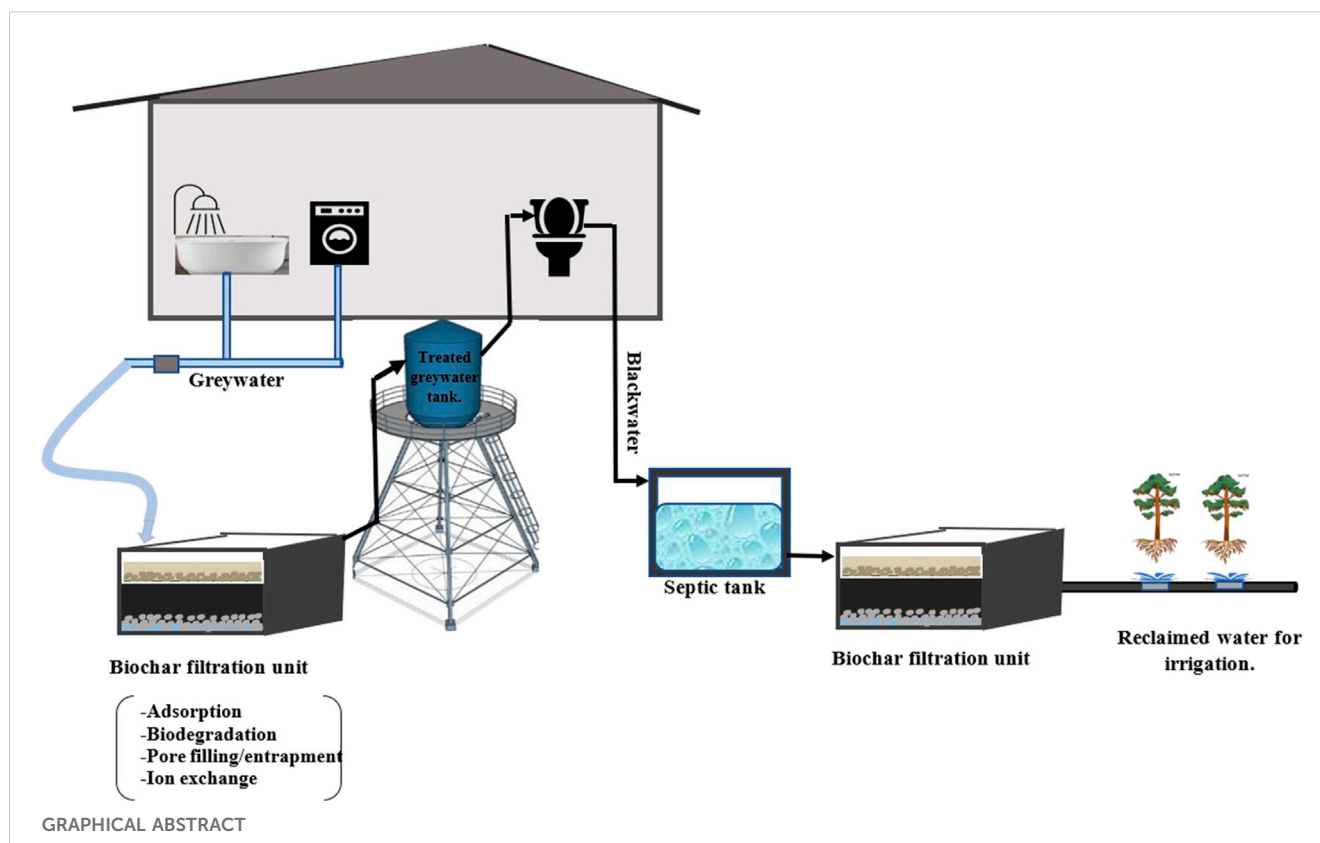 Treated
greywater
tank.
Greywater
Blackwater
Septic tank
Biochar filtration unit
-Adsorption
-Biodegradation
-Pore filling/entrapment
-Ion exchange
Biochar filtration unit
Reclaimed water for
irrigation.
GRAPHICAL ABSTRACT